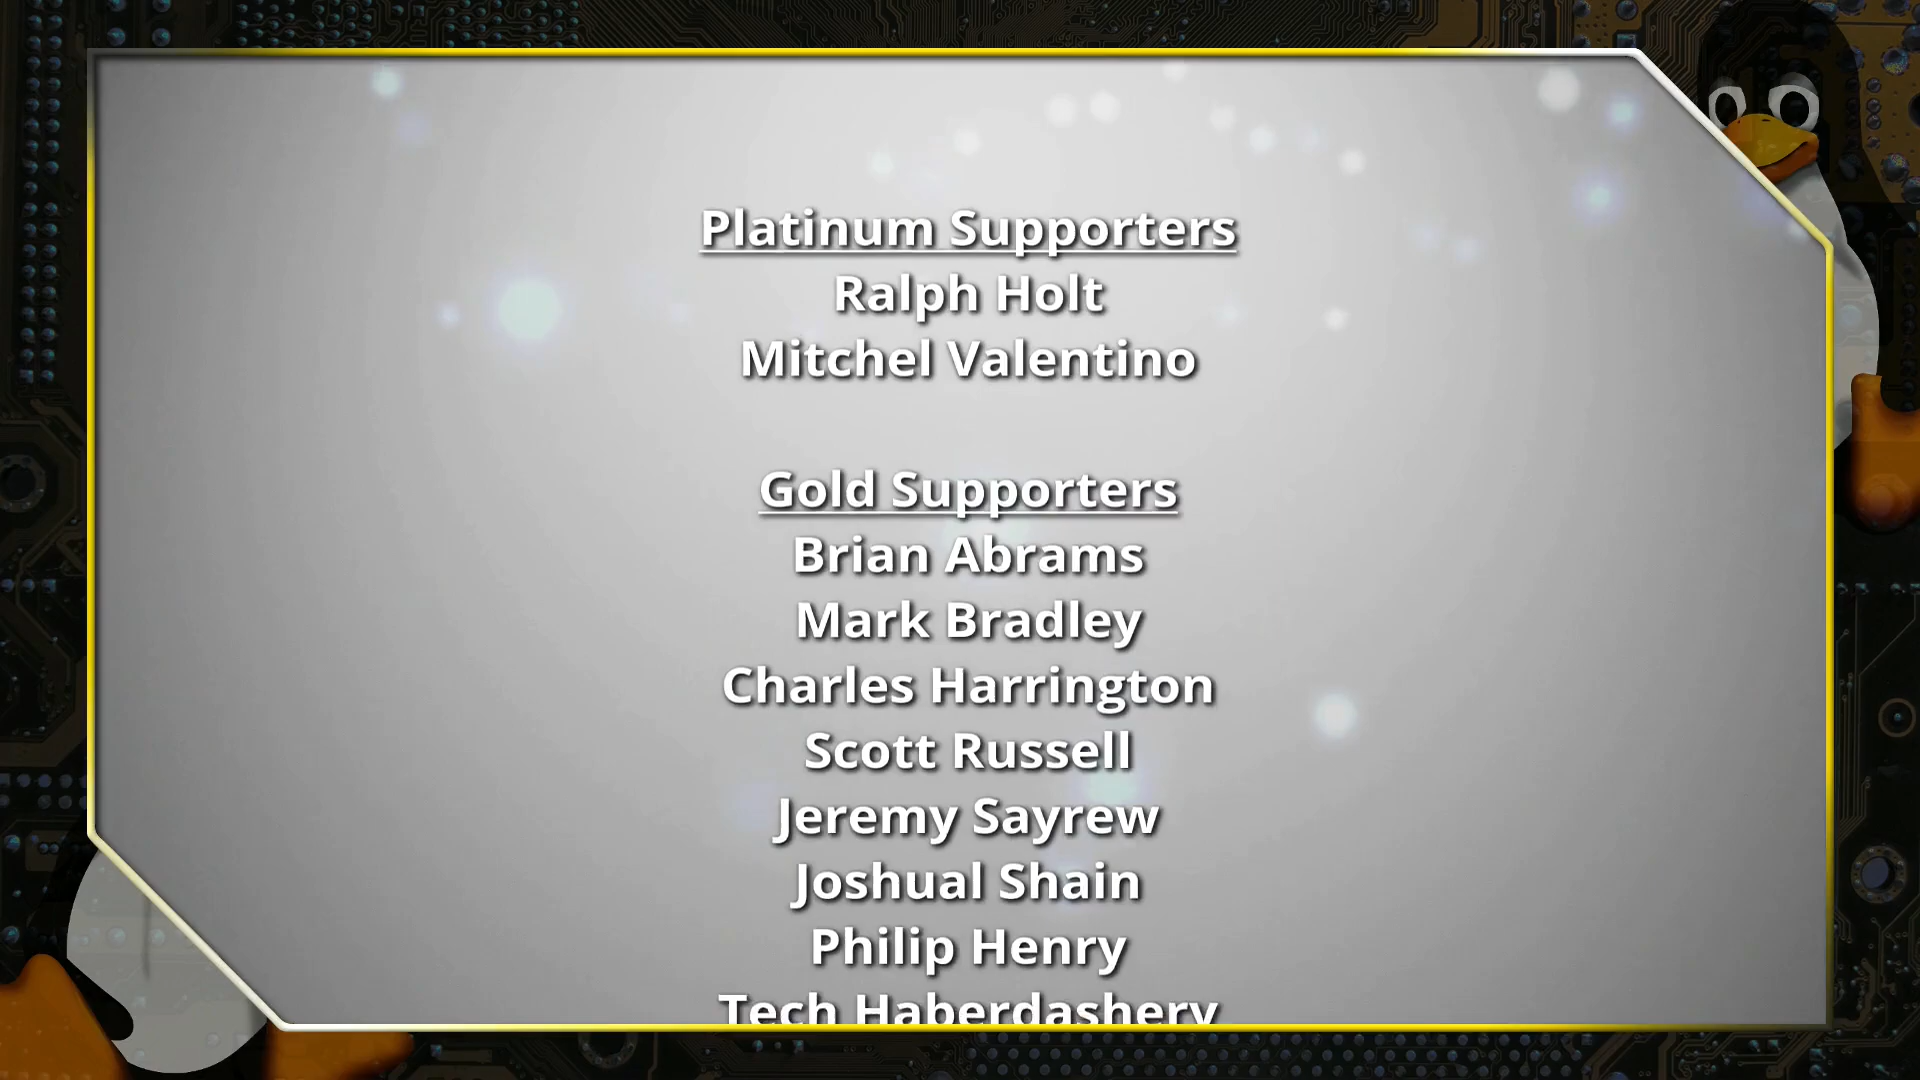 Platinum Supporters
Ralph Holt
Mitchel Valentino
Gold Supporters
Brian Abrams
Mark Bradley
Charles Harrington
Scott Russell
Jeremy Sayrew
Joshual Shain
Philip Henry
Tech Haberdashery